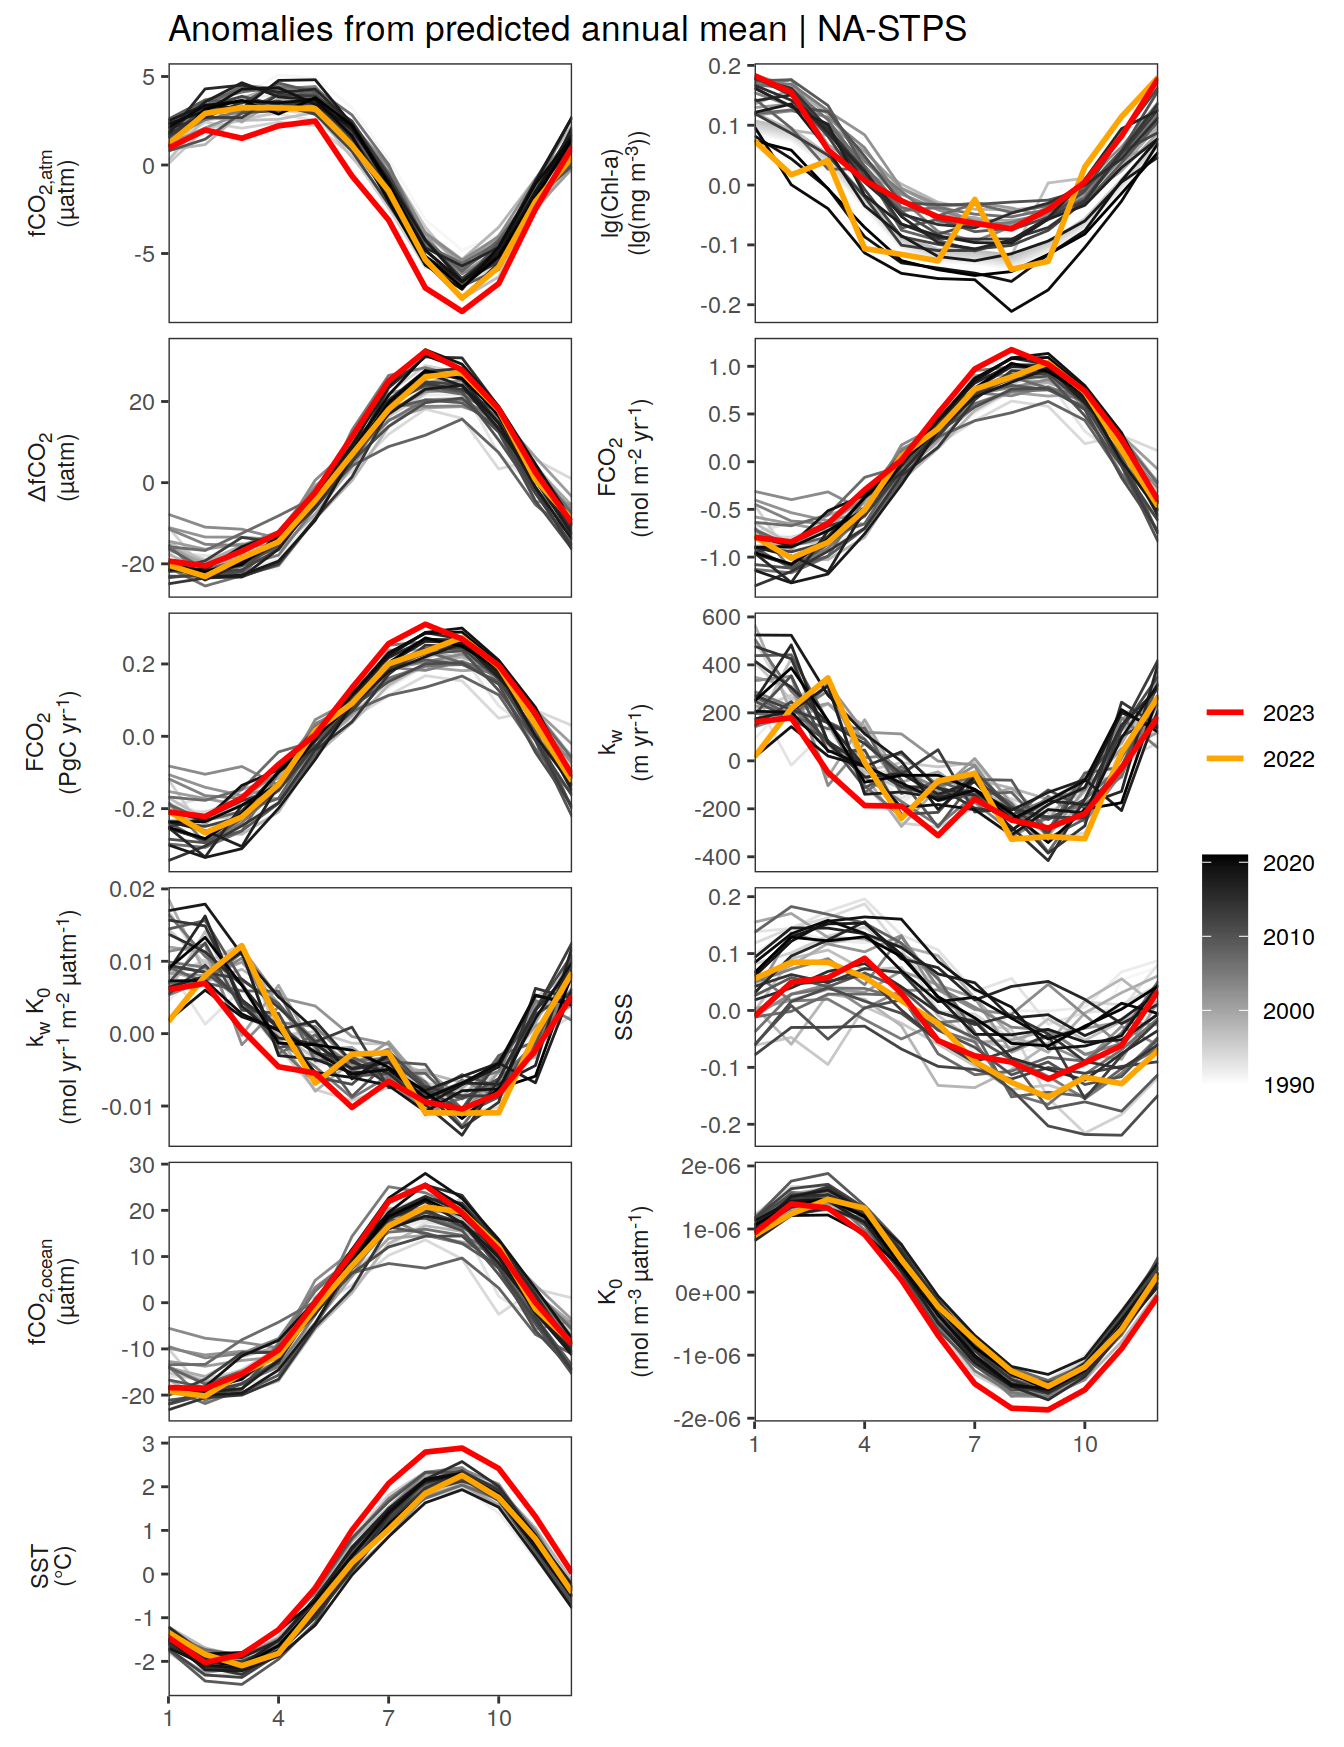 Anomalies from predicted annual mean | NA-STPS
fCO2,atm
(µatm)
5
0
-5
lg(Chl-a)
(lg(mg m-3))
0.2
0.1
0.0
-0.1
-0.2
ΔfCO2
(µatm)
20
0
-20
FCO2
(mol m-2 yr-1)
1.0
0.5
0.0
-0.5
-1.0
FCO2
(PgC yr-1)
0.2
0.0
-0.2
kw
(m yr-1)
600
400
200
0
-200
-400
kw K0
(mol yr-1 m-2 µatm-1)
0.02
0.01
0.00
-0.01
SSS
0.2
0.1
0.0
-0.1
-0.2
fCO2,ocean
(µatm)
30
20
10
0
-10
-20
K0
(mol m-3 µatm-1)
2e-06
1e-06
0e+00
-1e-06
-2e-06
1 4 7 10
SST
(°C)
3
2
1
0
-1
-2
1 4 7 10
2023
2022
2020
2010
2000
1990